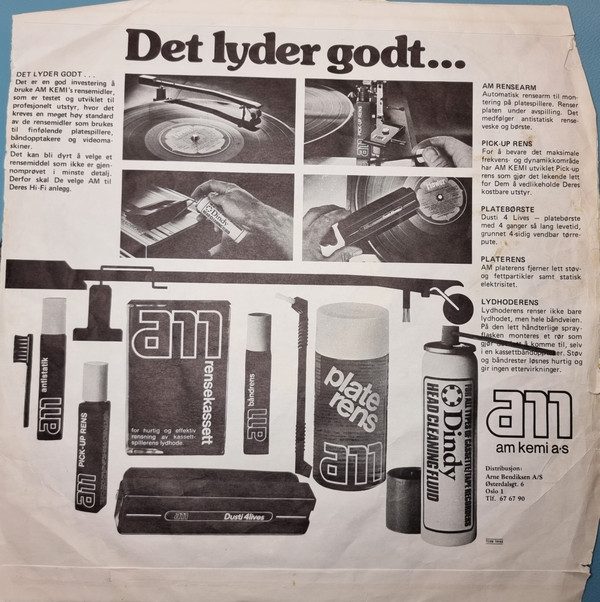 Det lyder godt...
DET LYDER GODT . . .
Det er en god investering å
bruke AM KEMI's rensemidler,
som er testet og utviklet til
profesjonelt utstyr, hvor det
kreves en meget høy standard
av de rensemidler som brukes
til finfølende platespillere,
båndopptakere og videoma-
skiner.
Det kan bli dyrt å velge et
rensemiddel som ikke er gjen-
nomprøvet i minste detalj.
Derfor skal De velge AM til
Deres Hi-Fi anlegg.
AM RENSEARM
Automatisk rensearm til mon-
tering på platespillere. Renser
platen under avspilling. Det
medfølger antistatisk rense-
veske og børste.
PICK-UP RENS
For å bevare det maksimale
frekvens- og dynamikkområde
har AM KEMI utviklet Pick-up
rens som gjør det lekende lett
for Dem å vedlikeholde Deres
kostbare utstyr.
PLATEBØRSTE
Dusti 4 Lives – platebørste
med 4 ganger så lang levetid,
grunnet 4-sidig vendbar tørre-
pute.
PLATERENS
AM platerens fjerner lett støv-
og fettpartikler samt statisk
elektrisitet.
LYDHODERENS
Lydhoderens renser ikke bare
lydhodet, men hele båndveien.
På den lett håndterlige spray-
flasken monteres et rør som
gjør å komme til, selv
i en Støv
og båndrester løsnes hurtig og
gir ingen ettervirkninger.
Dindy
antistatik
am
PICK-UP RENS
am
am
rensekassett
for hurtig og effektiv
rensning av kassett-
spillerens lydhode.
båndrens
am
plate
rens
am
am Dusti 4lives
Dindy
HEAD CLEANING FLUID
am
am kemi a·s
Distribusjon:
Arne Bendiksen A/S
Østerdalsgt. 6
Oslo 1
Tlf. 67 67 90